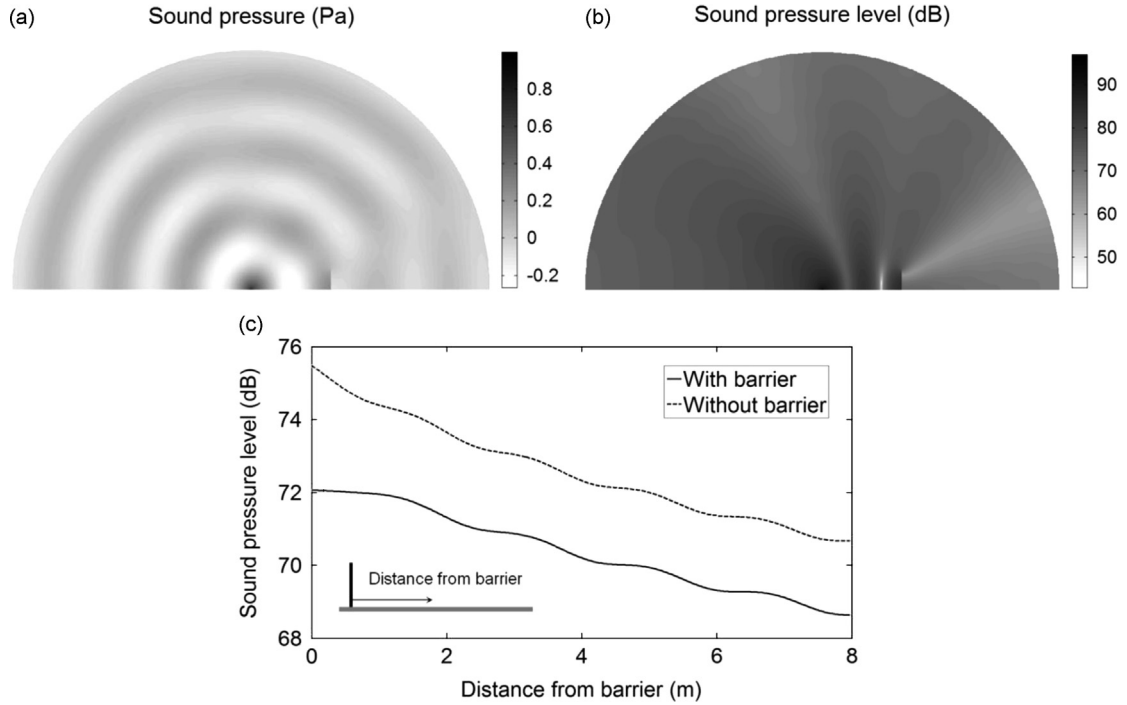 (a)
Sound pressure (Pa)
0.8
0.6
0.4
0.2
0
-0.2
(b)
Sound pressure level (dB)
90
80
70
60
50
(c)
Sound pressure level (dB)
76
74
72
70
68
With barrier
Without barrier
Distance from barrier
0
2
4
6
8
Distance from barrier (m)